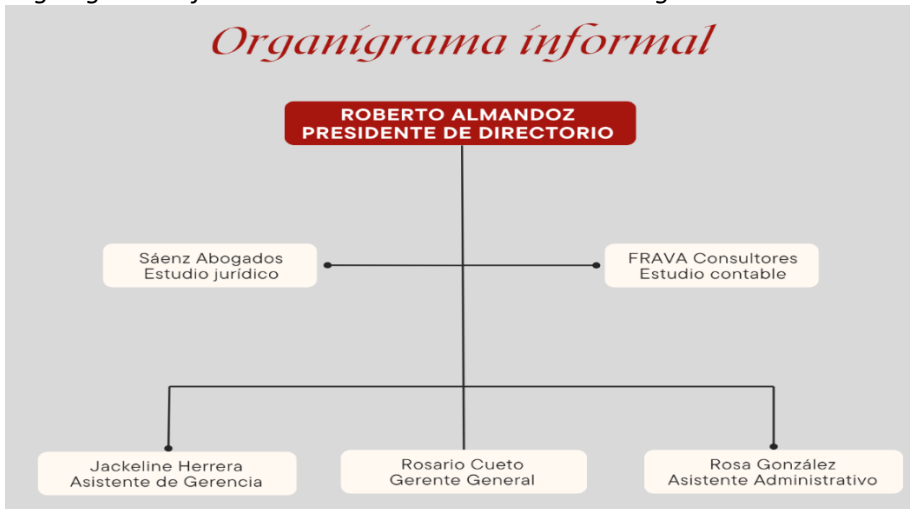 Organigrama informal
ROBERTO ALMANDOZ
PRESIDENTE DE DIRECTORIO
Sáenz Abogados
Estudio jurídico
FRAVA Consultores
Estudio contable
Jackeline Herrera
Asistente de Gerencia
Rosario Cueto
Gerente General
Rosa González
Asistente Administrativo